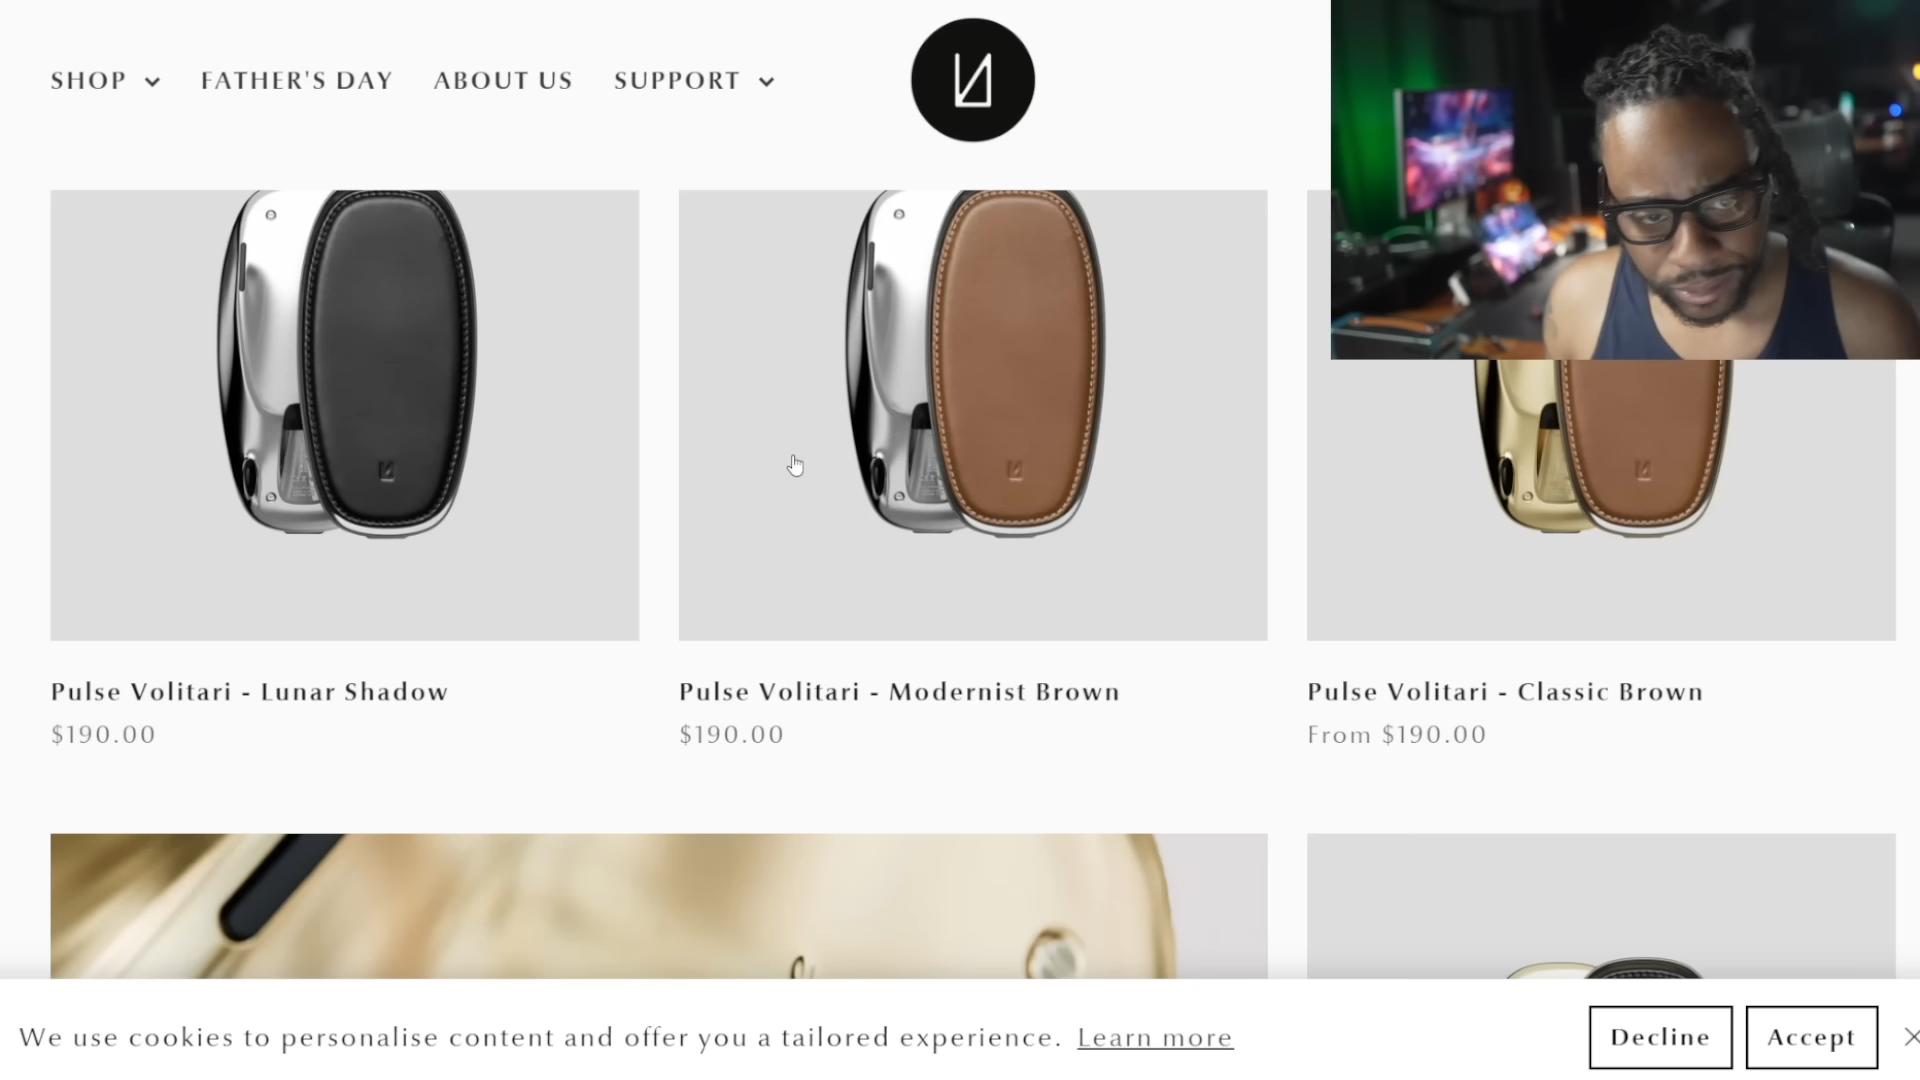 SHOP
FATHER'S DAY
ABOUT US
SUPPORT
Pulse Volitari - Lunar Shadow
$190.00
Pulse Volitari - Modernist Brown
$190.00
Pulse Volitari - Classic Brown
From $190.00
We use cookies to personalise content and offer you a tailored experience. Learn more
Decline
Accept